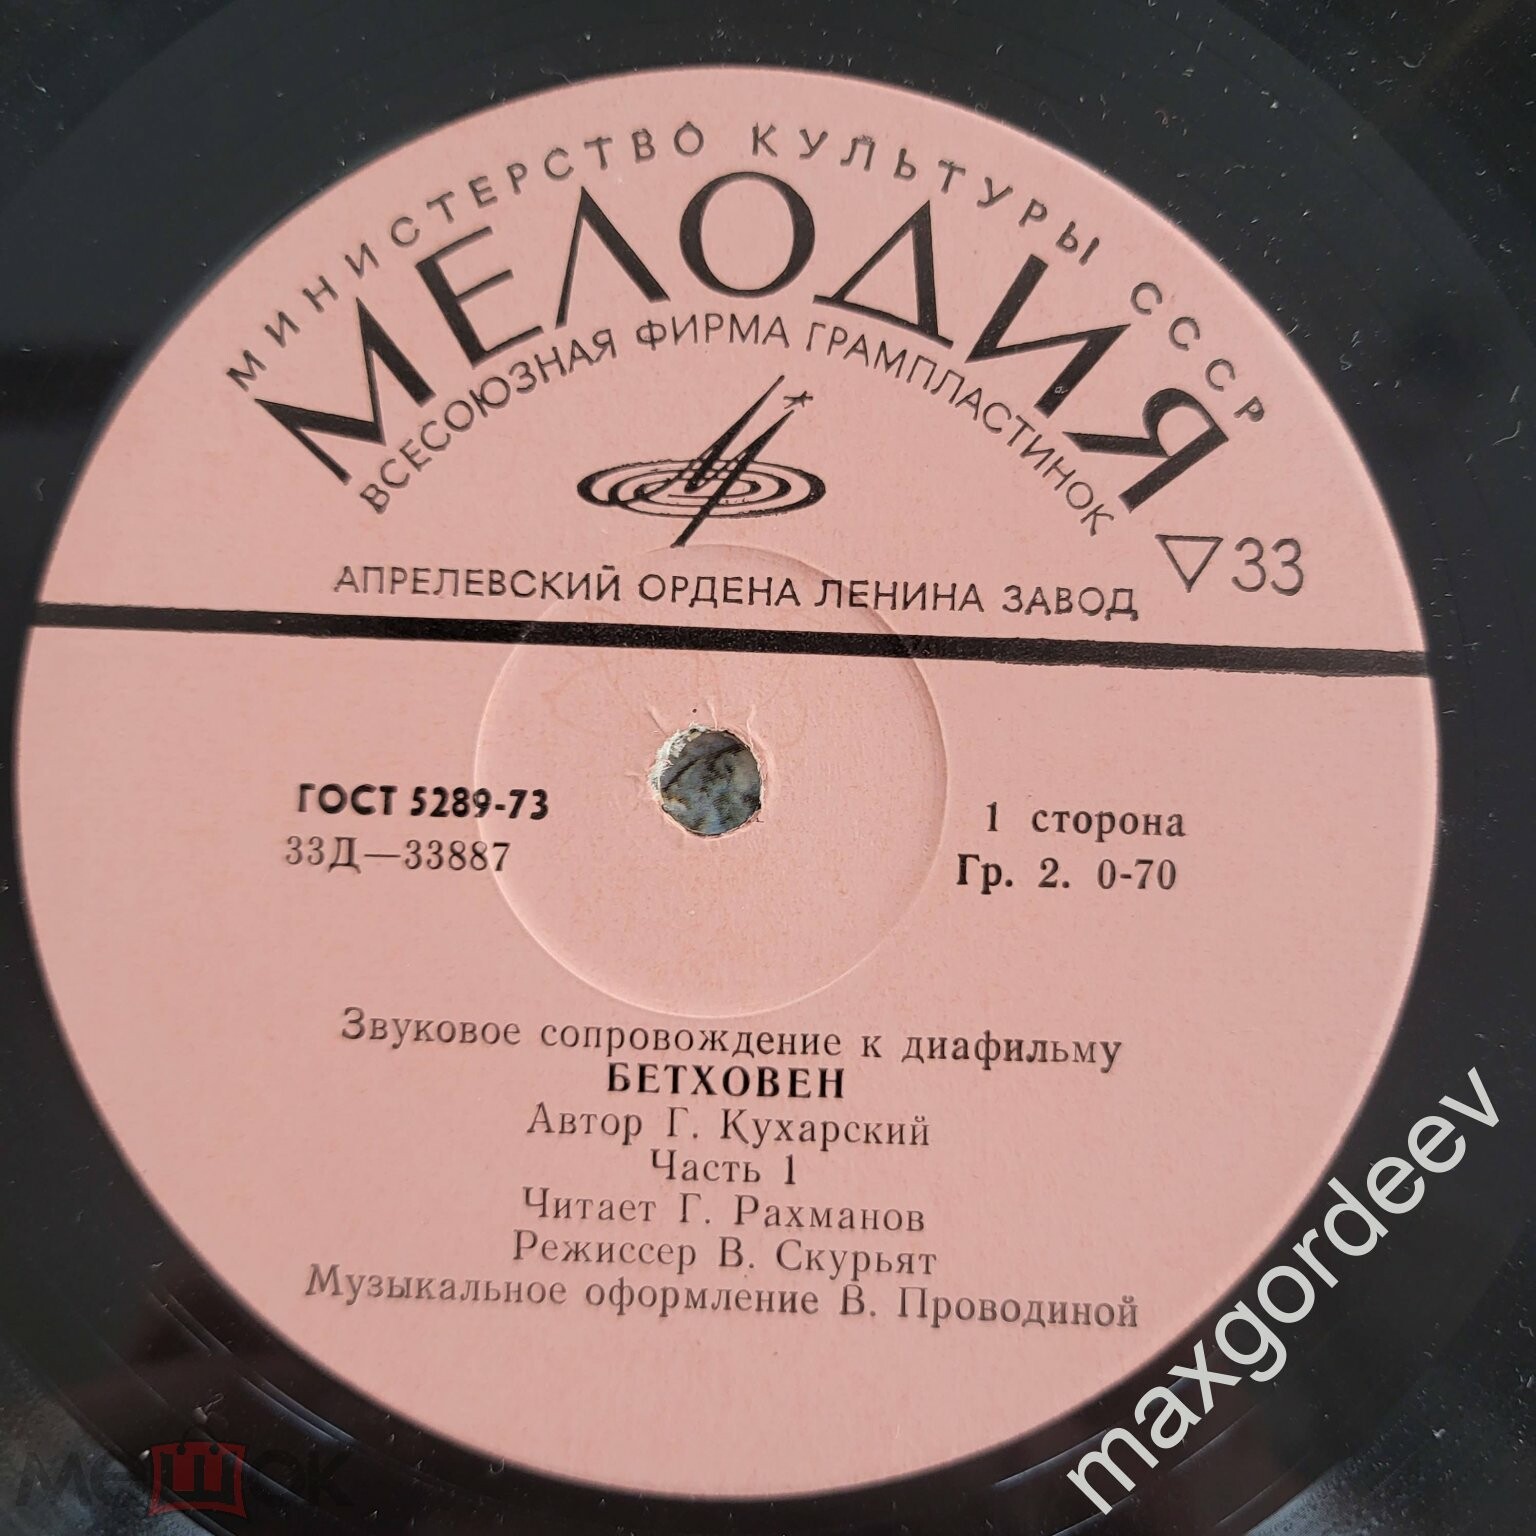 МИНИСТЕРСТВО КУЛЬТУРЫ СССР
МЕЛОДИЯ
ВСЕСОЮЗНАЯ ФИРМА ГРАМПЛАСТИНОК
▽33
АПРЕЛЕВСКИЙ ОРДЕНА ЛЕНИНА ЗАВОД
ГОСТ 5289-73
33Д—33887
1 сторона
Гр. 2. 0-70
Звуковое сопровождение к диафильму
БЕТХОВЕН
Автор Г. Кухарский
Часть 1
Читает Г. Рахманов
Режиссер В. Скурьят
Музыкальное оформление В. Проводиной
maxgordeev
мешок